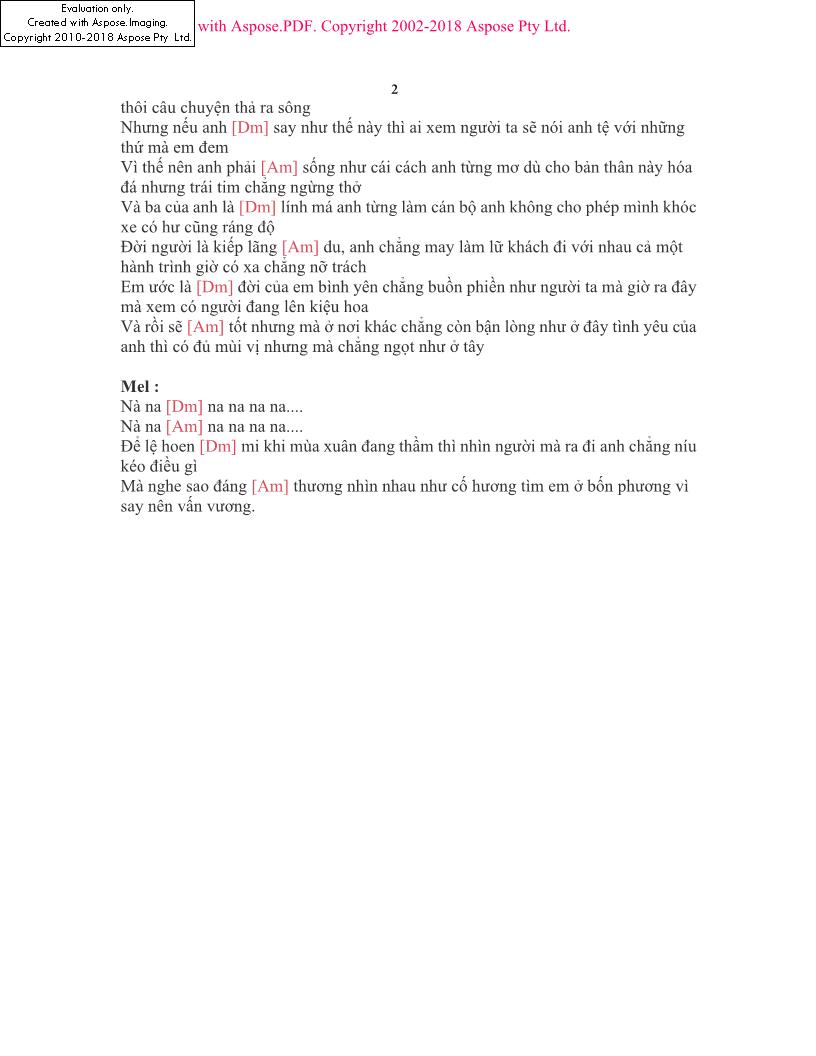 Evaluation only.
Created with Aspose.Imaging.
Copyright 2010-2018 Aspose Pty Ltd.
with Aspose.PDF. Copyright 2002-2018 Aspose Pty Ltd.
2
thôi câu chuyện thả ra sông
Nhưng nếu anh [Dm] say như thế này thì ai xem người ta sẽ nói anh tệ với những
thứ mà em đem
Vì thế nên anh phải [Am] sống như cái cách anh từng mơ dù cho bản thân này hóa
đá nhưng trái tim chẳng ngừng thở
Và ba của anh là [Dm] lính má anh từng làm cán bộ anh không cho phép mình khóc
xe có hư cũng ráng độ
Đời người là kiếp lãng [Am] du, anh chẳng may làm lữ khách đi với nhau cả một
hành trình giờ có xa chẳng nỡ trách
Em ước là [Dm] đời của em bình yên chẳng buồn phiền như người ta mà giờ ra đây
mà xem có người đang lên kiệu hoa
Và rồi sẽ [Am] tốt nhưng mà ở nơi khác chẳng còn bận lòng như ở đây tình yêu của
anh thì có đủ mùi vị nhưng mà chẳng ngọt như ở tây
Mel :
Nà na [Dm] na na na na....
Nà na [Am] na na na na....
Để lệ hoen [Dm] mi khi mùa xuân đang thầm thì nhìn người mà ra đi anh chẳng níu
kéo điều gì
Mà nghe sao đáng [Am] thương nhìn nhau như cố hương tìm em ở bốn phương vì
say nên vấn vương.